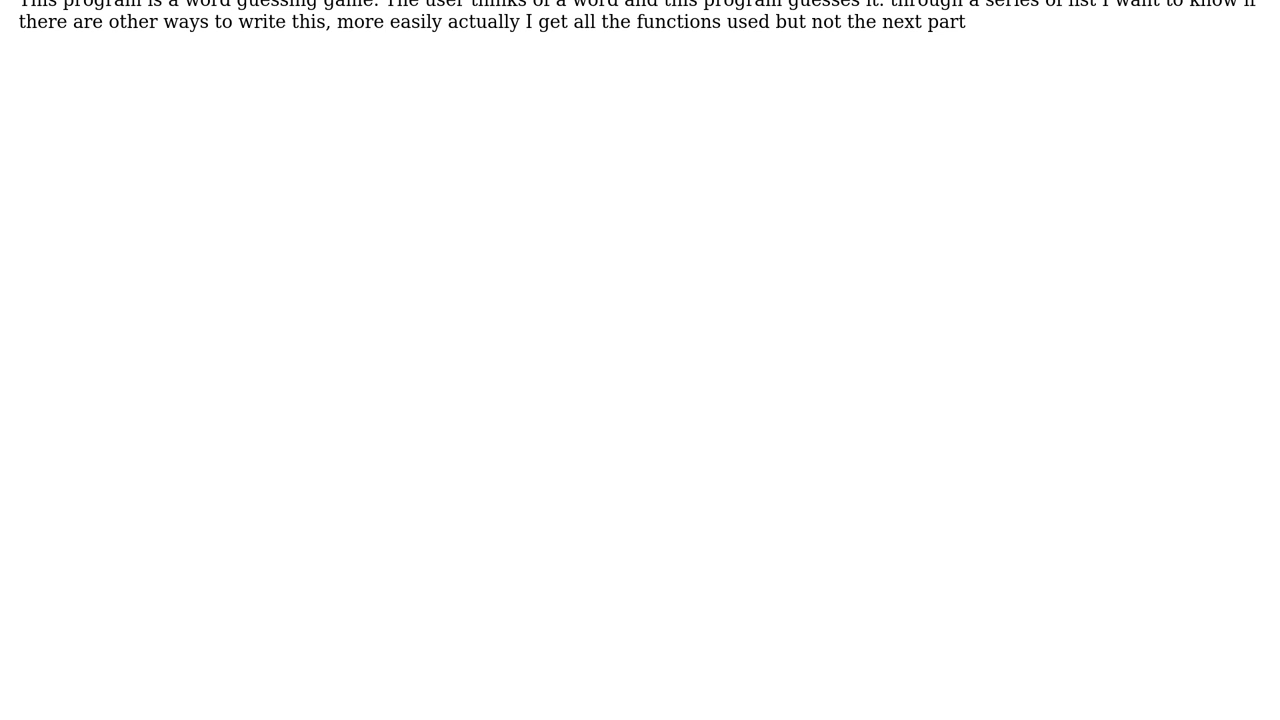 This program is a word guessing game. The user thinks of a word and this program guesses it. through a series of list I want to know if
there are other ways to write this, more easily actually I get all the functions used but not the next part